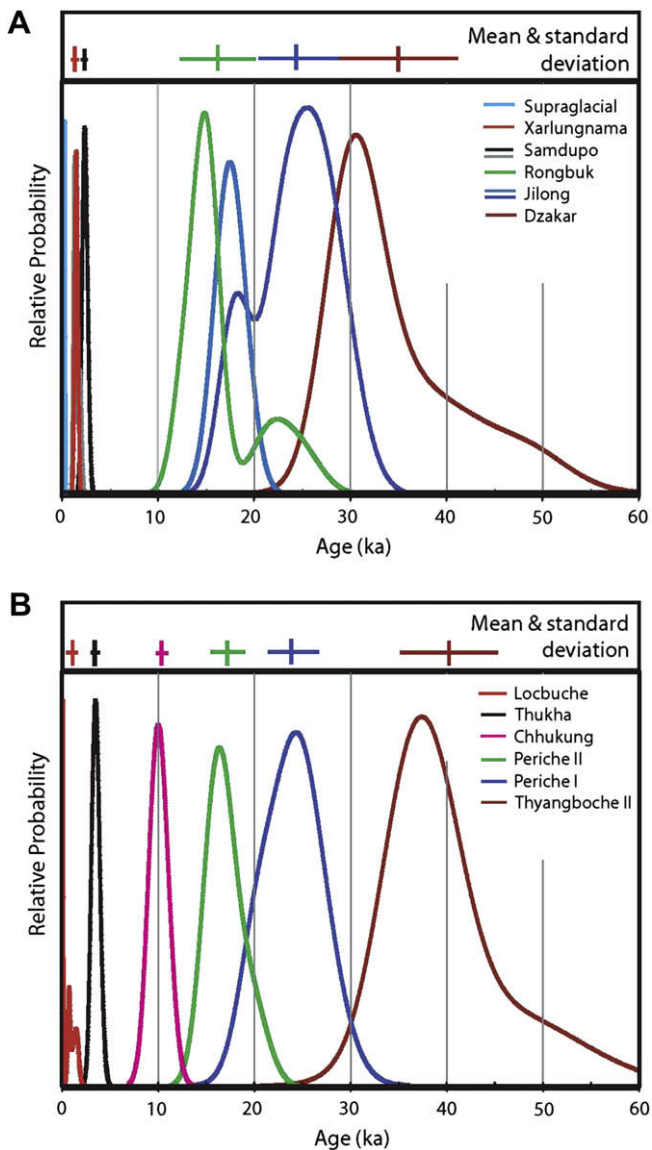 A
Mean & standard
deviation
Supraglacial
Xarlungnama
Samdupo
Rongbuk
Jilong
Dzakar
Relative Probability
0 10 20 30 40 50 60
Age (ka)
B
Mean & standard
deviation
Locbuche
Thukha
Chhukung
Periche II
Periche I
Thyangboche II
Relative Probability
0 10 20 30 40 50 60
Age (ka)